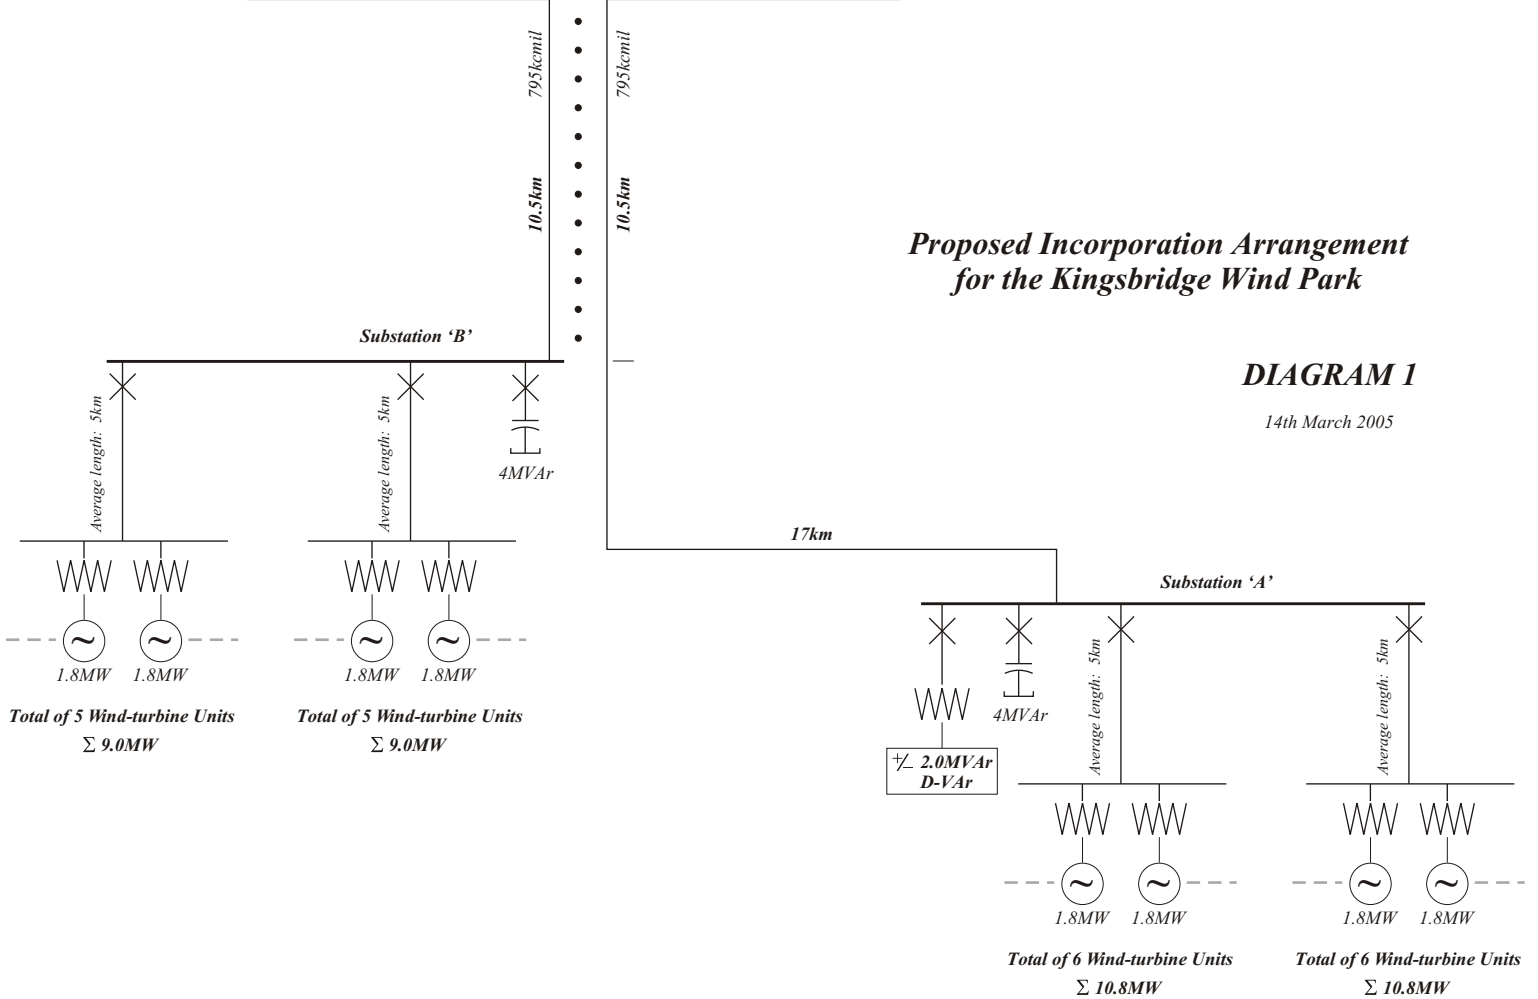 795kcmil
795kcmil
10.5km
10.5km
Proposed Incorporation Arrangement
for the Kingsbridge Wind Park
DIAGRAM 1
14th March 2005
Substation ‘B’
Average length: 5km
Average length: 5km
4MVAr
~
~
~
~
1.8MW
1.8MW
1.8MW
1.8MW
Total of 5 Wind-turbine Units
Σ 9.0MW
Total of 5 Wind-turbine Units
Σ 9.0MW
17km
Substation ‘A’
Average length: 5km
Average length: 5km
4MVAr
+/− 2.0MVAr
D-VAr
~
~
~
~
1.8MW
1.8MW
1.8MW
1.8MW
Total of 6 Wind-turbine Units
Σ 10.8MW
Total of 6 Wind-turbine Units
Σ 10.8MW